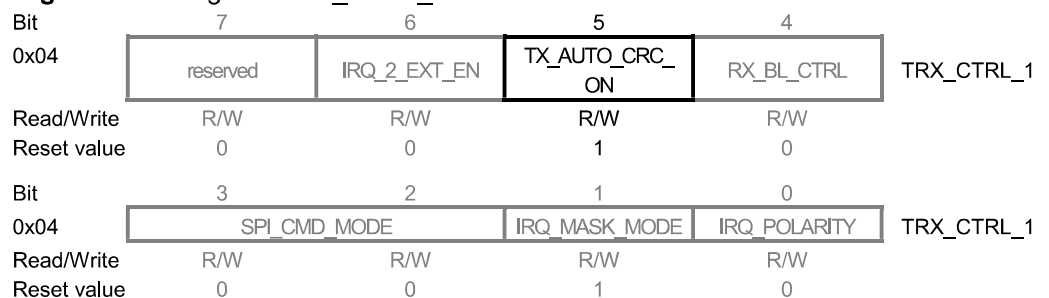 Bit 7 6 5 4
0x04 reserved IRQ_2_EXT_EN TX_AUTO_CRC_ RX_BL_CTRL TRX_CTRL_1
ON
Read/Write R/W R/W R/W R/W
Reset value 0 0 1 0
Bit 3 2 1 0
0x04 SPI_CMD_MODE IRQ_MASK_MODE IRQ_POLARITY TRX_CTRL_1
Read/Write R/W R/W R/W R/W
Reset value 0 0 1 0